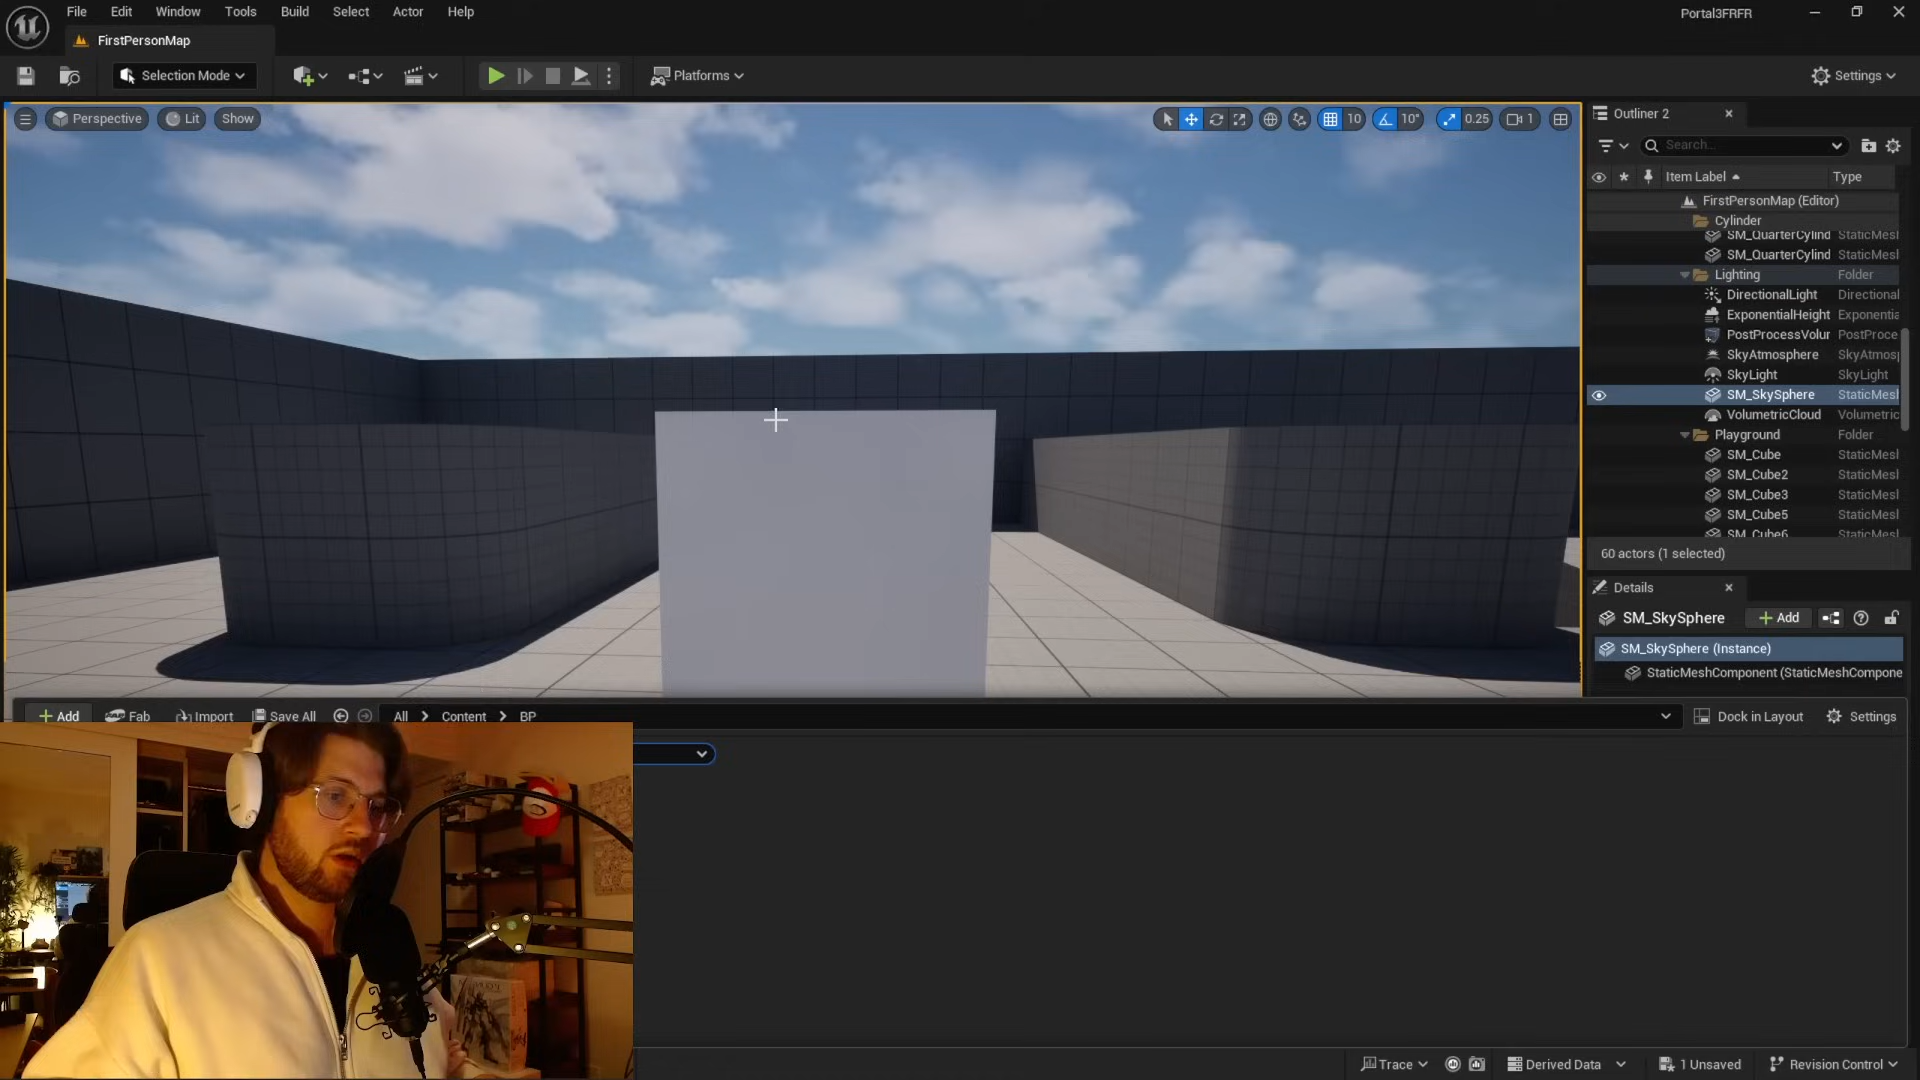 File Edit Window Tools Build Select Actor Help
Portal3FRFR
FirstPersonMap
Selection Mode
Platforms
Settings
Perspective Lit Show
10 10° 0.25 1
Outliner 2
Search...
Item Label Type
FirstPersonMap (Editor)
Cylinder
SM_QuarterCylind StaticMesl
SM_QuarterCylind StaticMesl
Lighting Folder
DirectionalLight Directional
ExponentialHeight Exponentia
PostProcessVolur PostProce
SkyAtmosphere SkyAtmos
SkyLight SkyLight
SM_SkySphere StaticMesl
VolumetricCloud Volumetric
Playground Folder
SM_Cube StaticMesl
SM_Cube2 StaticMesl
SM_Cube3 StaticMesl
SM_Cube5 StaticMesl
SM_Cube6 StaticMesl
60 actors (1 selected)
Details
SM_SkySphere Add
SM_SkySphere (Instance)
StaticMeshComponent (StaticMeshCompone
Add Fab Import Save All All Content BP Dock in Layout Settings
Trace Derived Data 1 Unsaved Revision Control